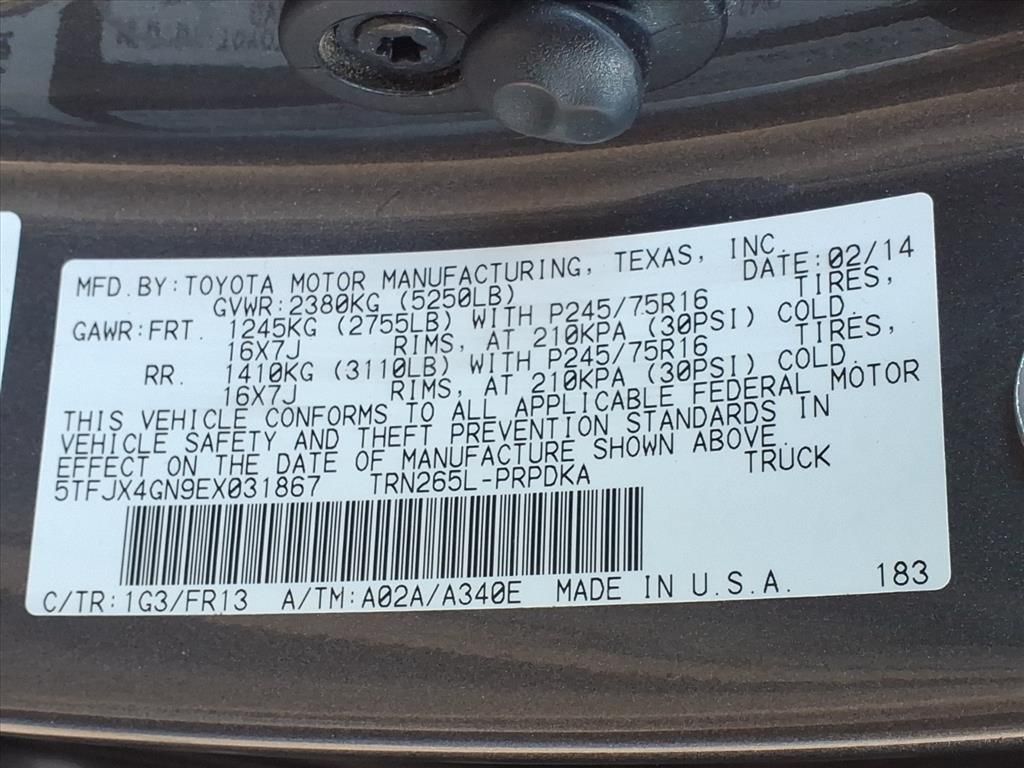 MFD.BY:TOYOTA MOTOR MANUFACTURING, TEXAS, INC.
GVWR:2380KG (5250LB) DATE:02/14
GAWR:FRT. 1245KG (2755LB) WITH P245/75R16 TIRES,
16X7J RIMS, AT 210KPA (30PSI) COLD.
RR. 1410KG (3110LB) WITH P245/75R16 TIRES,
16X7J RIMS, AT 210KPA (30PSI) COLD.
THIS VEHICLE CONFORMS TO ALL APPLICABLE FEDERAL MOTOR
VEHICLE SAFETY AND THEFT PREVENTION STANDARDS IN
EFFECT ON THE DATE OF MANUFACTURE SHOWN ABOVE.
5TFJX4GN9EX031867 TRN265L-PRPDKA TRUCK
C/TR:1G3/FR13 A/TM:A02A/A340E MADE IN U.S.A. 183